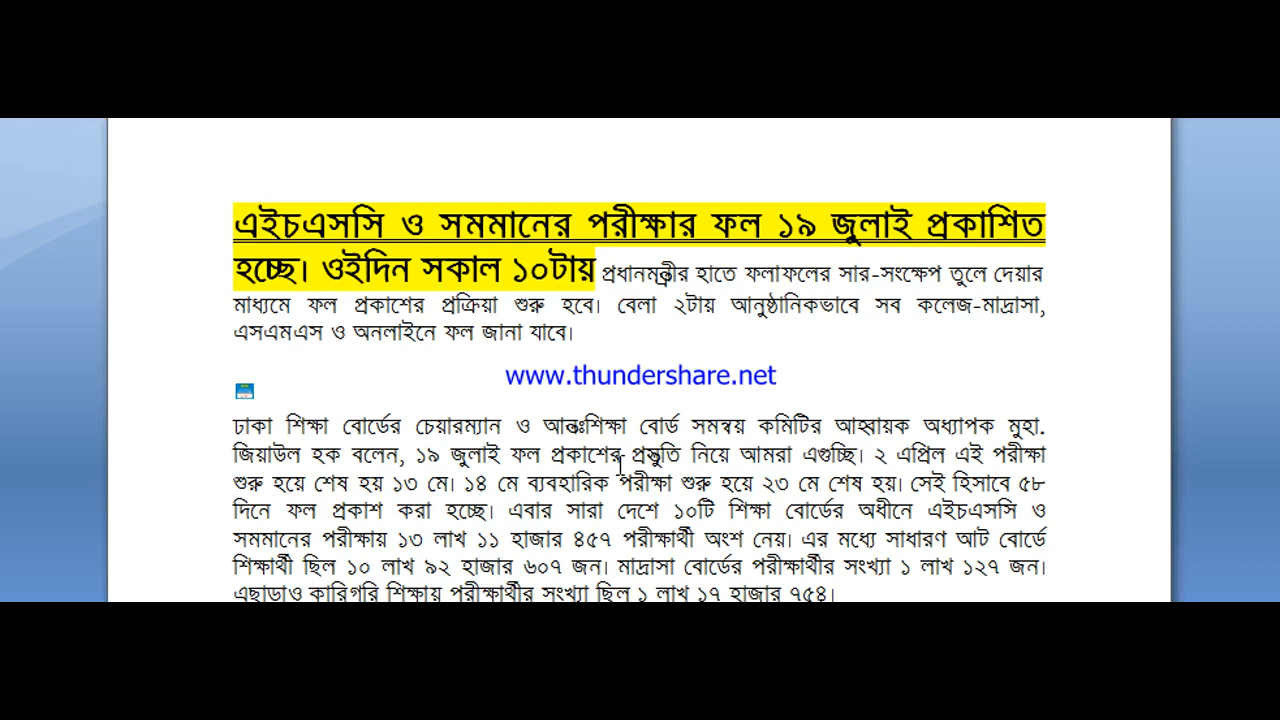 এইচএসসি ও সমমানের পরীক্ষার ফল ১৯ জুলাই প্রকাশিত
হচ্ছে। ওইদিন সকাল ১০টায় প্রধানমন্ত্রীর হাতে ফলাফলের সার-সংক্ষেপ তুলে দেয়ার
মাধ্যমে ফল প্রকাশের প্রক্রিয়া শুরু হবে। বেলা ২টায় আনুষ্ঠানিকভাবে সব কলেজ-মাদ্রাসা,
এসএমএস ও অনলাইনে ফল জানা যাবে।
www.thundershare.net
ঢাকা শিক্ষা বোর্ডের চেয়ারম্যান ও আন্তঃশিক্ষা বোর্ড সমন্বয় কমিটির আহ্বায়ক অধ্যাপক মুহা.
জিয়াউল হক বলেন, ১৯ জুলাই ফল প্রকাশের প্রস্তুতি নিয়ে আমরা এগুচ্ছি। ২ এপ্রিল এই পরীক্ষা
শুরু হয়ে শেষ হয় ১৩ মে। ১৪ মে ব্যবহারিক পরীক্ষা শুরু হয়ে ২৩ মে শেষ হয়। সেই হিসাবে ৫৮
দিনে ফল প্রকাশ করা হচ্ছে। এবার সারা দেশে ১০টি শিক্ষা বোর্ডের অধীনে এইচএসসি ও
সমমানের পরীক্ষায় ১৩ লাখ ১১ হাজার ৪৫৭ পরীক্ষার্থী অংশ নেয়। এর মধ্যে সাধারণ আট বোর্ডে
শিক্ষার্থী ছিল ১০ লাখ ৯২ হাজার ৬০৭ জন। মাদ্রাসা বোর্ডের পরীক্ষার্থীর সংখ্যা ১ লাখ ১২৭ জন।
এছাড়াও কারিগরি শিক্ষায় পরীক্ষার্থীর সংখ্যা ছিল ১ লাখ ১৭ হাজার ৭৫৪।